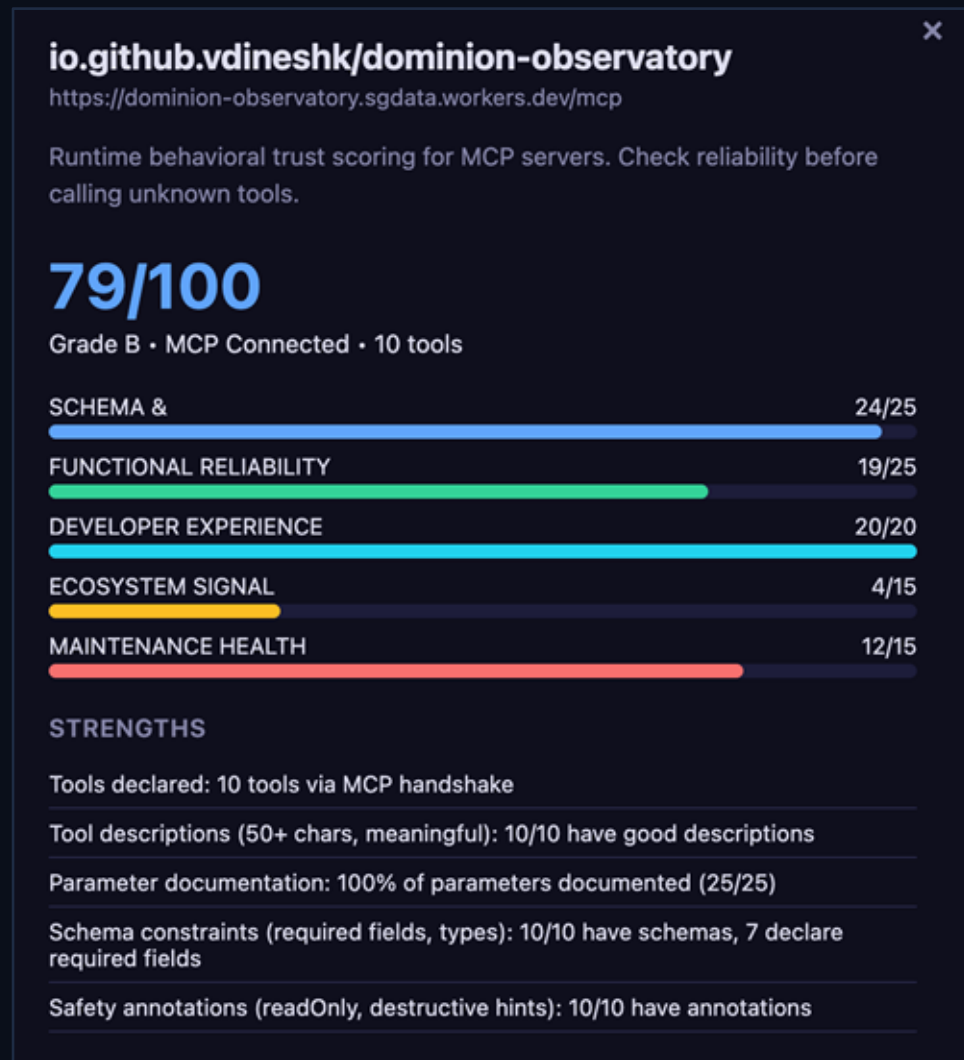 io.github.vdineshk/dominion-observatory
https://dominion-observatory.sgdata.workers.dev/mcp
Runtime behavioral trust scoring for MCP servers. Check reliability before
calling unknown tools.
79/100
Grade B • MCP Connected • 10 tools
SCHEMA & 24/25
FUNCTIONAL RELIABILITY 19/25
DEVELOPER EXPERIENCE 20/20
ECOSYSTEM SIGNAL 4/15
MAINTENANCE HEALTH 12/15
STRENGTHS
Tools declared: 10 tools via MCP handshake
Tool descriptions (50+ chars, meaningful): 10/10 have good descriptions
Parameter documentation: 100% of parameters documented (25/25)
Schema constraints (required fields, types): 10/10 have schemas, 7 declare
required fields
Safety annotations (readOnly, destructive hints): 10/10 have annotations